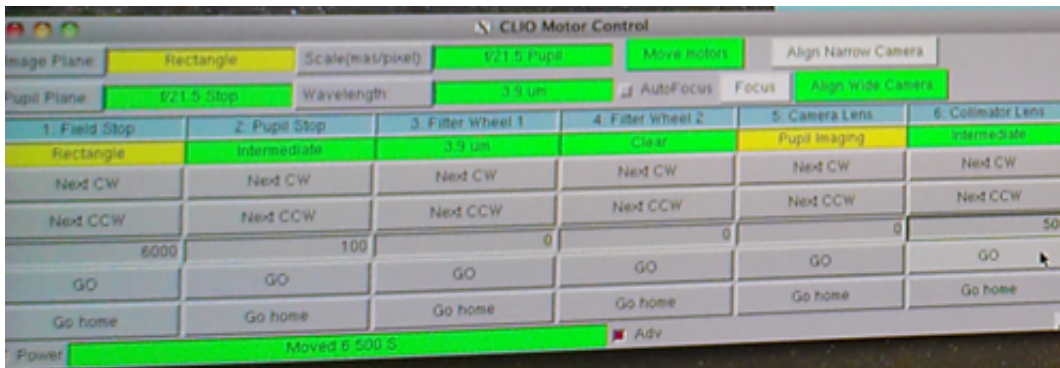 CLIO Motor Control
Image Plane Rectangle Scale(mas/pixel) f/21.5 Pupil Move motors Align Narrow Camera
Pupil Plane f/21.5 Stop Wavelength 3.9 um AutoFocus Focus Align Wide Camera
1: Field Stop 2: Pupil Stop 3: Filter Wheel 1 4: Filter Wheel 2 5: Camera Lens 6: Collimator Lens
Rectangle Intermediate 3.9 um Clear Pupil Imaging Intermediate
Next CW Next CW Next CW Next CW Next CW Next CW
Next CCW Next CCW Next CCW Next CCW Next CCW Next CCW
6000 100 0 0 0 50
GO GO GO GO GO GO
Go home Go home Go home Go home Go home Go home
Power Moved 6 500 S Adv